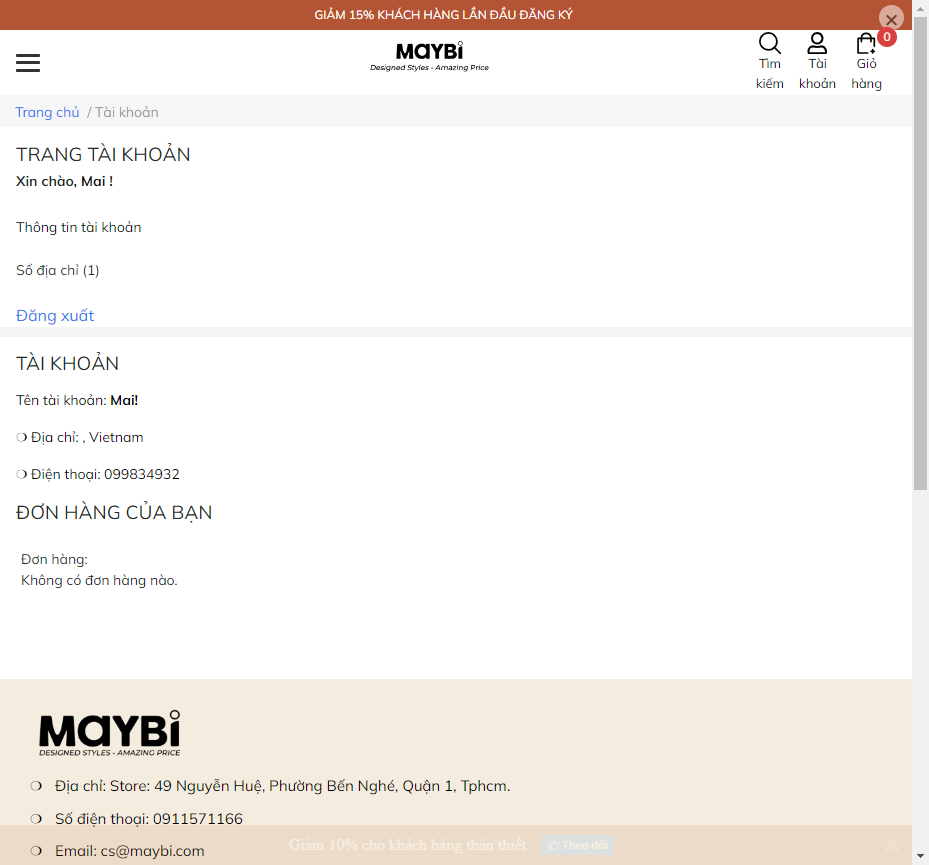 GIẢM 15% KHÁCH HÀNG LẦN ĐẦU ĐĂNG KÝ
MAYBi
Designed Styles - Amazing Price
Tìm kiếm
Tài khoản
Giỏ hàng
0
Trang chủ / Tài khoản
TRANG TÀI KHOẢN
Xin chào, Mai !
Thông tin tài khoản
Sổ địa chỉ (1)
Đăng xuất
TÀI KHOẢN
Tên tài khoản: Mai!
Địa chỉ: , Vietnam
Điện thoại: 099834932
ĐƠN HÀNG CỦA BẠN
Đơn hàng:
Không có đơn hàng nào.
MAYBi
DESIGNED STYLES - AMAZING PRICE
Địa chỉ: Store: 49 Nguyễn Huệ, Phường Bến Nghé, Quận 1, Tphcm.
Số điện thoại: 0911571166
Giảm 10% cho khách hàng thân thiết Theo dõi
Email: cs@maybi.com